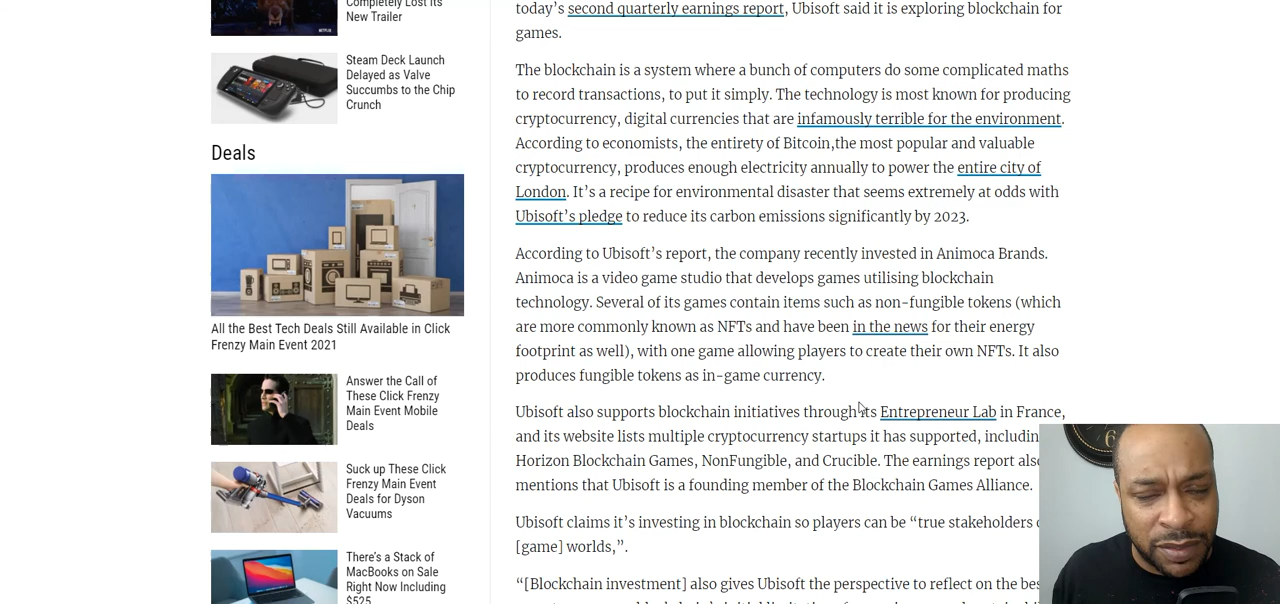 Completely Lost Its
New Trailer
Steam Deck Launch
Delayed as Valve
Succumbs to the Chip
Crunch
Deals
All the Best Tech Deals Still Available in Click
Frenzy Main Event 2021
Answer the Call of
These Click Frenzy
Main Event Mobile
Deals
Suck up These Click
Frenzy Main Event
Deals for Dyson
Vacuums
There's a Stack of
MacBooks on Sale
Right Now Including
$525
today's second quarterly earnings report, Ubisoft said it is exploring blockchain for
games.
The blockchain is a system where a bunch of computers do some complicated maths
to record transactions, to put it simply. The technology is most known for producing
cryptocurrency, digital currencies that are infamously terrible for the environment.
According to economists, the entirety of Bitcoin,the most popular and valuable
cryptocurrency, produces enough electricity annually to power the entire city of
London. It's a recipe for environmental disaster that seems extremely at odds with
Ubisoft's pledge to reduce its carbon emissions significantly by 2023.
According to Ubisoft's report, the company recently invested in Animoca Brands.
Animoca is a video game studio that develops games utilising blockchain
technology. Several of its games contain items such as non-fungible tokens (which
are more commonly known as NFTs and have been in the news for their energy
footprint as well), with one game allowing players to create their own NFTs. It also
produces fungible tokens as in-game currency.
Ubisoft also supports blockchain initiatives through its Entrepreneur Lab in France,
and its website lists multiple cryptocurrency startups it has supported, includin
Horizon Blockchain Games, NonFungible, and Crucible. The earnings report als
mentions that Ubisoft is a founding member of the Blockchain Games Alliance.
Ubisoft claims it's investing in blockchain so players can be “true stakeholders
[game] worlds,”.
“[Blockchain investment] also gives Ubisoft the perspective to reflect on the bes
6